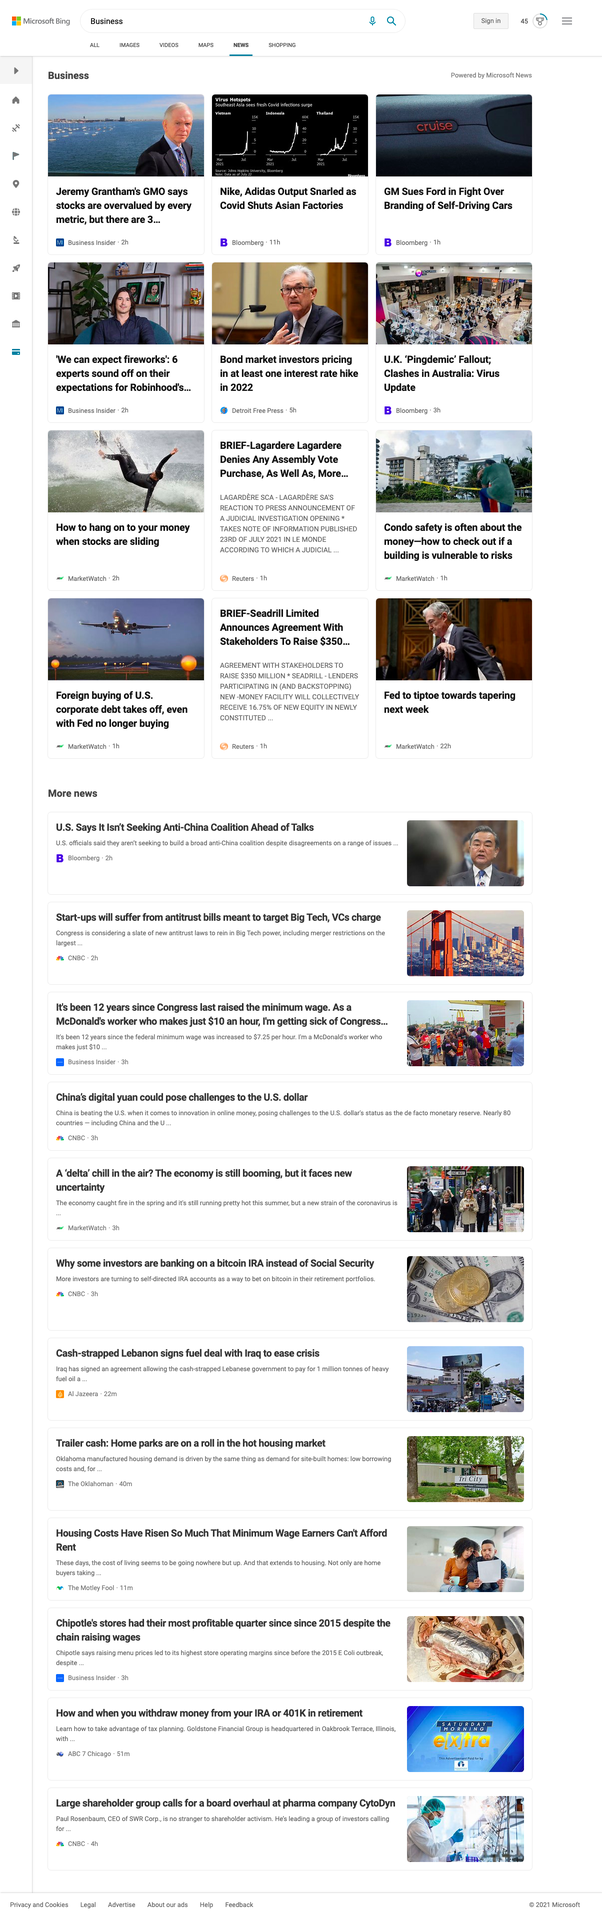 Microsoft Bing
Business
Sign in
45
ALL
IMAGES
VIDEOS
MAPS
NEWS
SHOPPING
Business
Powered by Microsoft News
Virus Hotspots
Southeast Asia sees fresh Covid infections surge
Vietnam
Indonesia
Thailand
cruise
Jeremy Grantham's GMO says
stocks are overvalued by every
metric, but there are 3...
Business Insider · 2h
Nike, Adidas Output Snarled as
Covid Shuts Asian Factories
Bloomberg · 11h
GM Sues Ford in Fight Over
Branding of Self-Driving Cars
Bloomberg · 1h
'We can expect fireworks': 6
experts sound off on their
expectations for Robinhood's...
Business Insider · 2h
Bond market investors pricing
in at least one interest rate hike
in 2022
Detroit Free Press · 5h
U.K. 'Pingdemic' Fallout;
Clashes in Australia: Virus
Update
Bloomberg · 3h
How to hang on to your money
when stocks are sliding
MarketWatch · 2h
BRIEF-Lagardere Lagardere
Denies Any Assembly Vote
Purchase, As Well As, More...
LAGARDÈRE SCA - LAGARDÈRE SA'S
REACTION TO PRESS ANNOUNCEMENT OF
A JUDICIAL INVESTIGATION OPENING *
TAKES NOTE OF INFORMATION PUBLISHED
23RD OF JULY 2021 IN LE MONDE
ACCORDING TO WHICH A JUDICIAL ...
Reuters · 1h
Condo safety is often about the
money—how to check out if a
building is vulnerable to risks
MarketWatch · 1h
Foreign buying of U.S.
corporate debt takes off, even
with Fed no longer buying
MarketWatch · 1h
BRIEF-Seadrill Limited
Announces Agreement With
Stakeholders To Raise $350...
AGREEMENT WITH STAKEHOLDERS TO
RAISE $350 MILLION * SEADRILL - LENDERS
PARTICIPATING IN (AND BACKSTOPPING)
NEW -MONEY FACILITY WILL COLLECTIVELY
RECEIVE 16.75% OF NEW EQUITY IN NEWLY
CONSTITUTED ...
Reuters · 1h
Fed to tiptoe towards tapering
next week
MarketWatch · 22h
More news
U.S. Says It Isn't Seeking Anti-China Coalition Ahead of Talks
U.S. officials said they aren't seeking to build a broad anti-China coalition despite disagreements on a range of issues ...
Bloomberg · 2h
Start-ups will suffer from antitrust bills meant to target Big Tech, VCs charge
Congress is considering a slate of new antitrust laws to rein in Big Tech power, including merger restrictions on the
largest ...
CNBC · 2h
It's been 12 years since Congress last raised the minimum wage. As a
McDonald's worker who makes just $10 an hour, I'm getting sick of Congress...
It's been 12 years since the federal minimum wage was increased to $7.25 per hour. I'm a McDonald's worker who
makes just $10 ...
Business Insider · 3h
China's digital yuan could pose challenges to the U.S. dollar
China is beating the U.S. when it comes to innovation in online money, posing challenges to the U.S. dollar's status as the de facto monetary reserve. Nearly 80
countries — including China and the U ...
CNBC · 3h
A 'delta' chill in the air? The economy is still booming, but it faces new
uncertainty
The economy caught fire in the spring and it's still running pretty hot this summer, but a new strain of the coronavirus is
...
MarketWatch · 3h
Why some investors are banking on a bitcoin IRA instead of Social Security
More investors are turning to self-directed IRA accounts as a way to bet on bitcoin in their retirement portfolios.
CNBC · 3h
Cash-strapped Lebanon signs fuel deal with Iraq to ease crisis
Iraq has signed an agreement allowing the cash-strapped Lebanese government to pay for 1 million tonnes of heavy
fuel oil a ...
Al Jazeera · 22m
Trailer cash: Home parks are on a roll in the hot housing market
Oklahoma manufactured housing demand is driven by the same thing as demand for site-built homes: low borrowing
costs and, for ...
The Oklahoman · 40m
Tri City
Housing Costs Have Risen So Much That Minimum Wage Earners Can't Afford
Rent
These days, the cost of living seems to be going nowhere but up. And that extends to housing. Not only are home
buyers taking ...
The Motley Fool · 11m
Chipotle's stores had their most profitable quarter since since 2015 despite the
chain raising wages
Chipotle says raising menu prices led to its highest store operating margins since before the 2015 E Coli outbreak,
despite ...
Business Insider · 3h
How and when you withdraw money from your IRA or 401K in retirement
Learn how to take advantage of tax planning. Goldstone Financial Group is headquartered in Oakbrook Terrace, Illinois,
with ...
ABC 7 Chicago · 51m
SATURDAY
MORNING
e[x]tra
Large shareholder group calls for a board overhaul at pharma company CytoDyn
Paul Rosenbaum, CEO of SWR Corp., is no stranger to shareholder activism. He's leading a group of investors calling
for ...
CNBC · 4h
Privacy and Cookies
Legal
Advertise
About our ads
Help
Feedback
© 2021 Microsoft